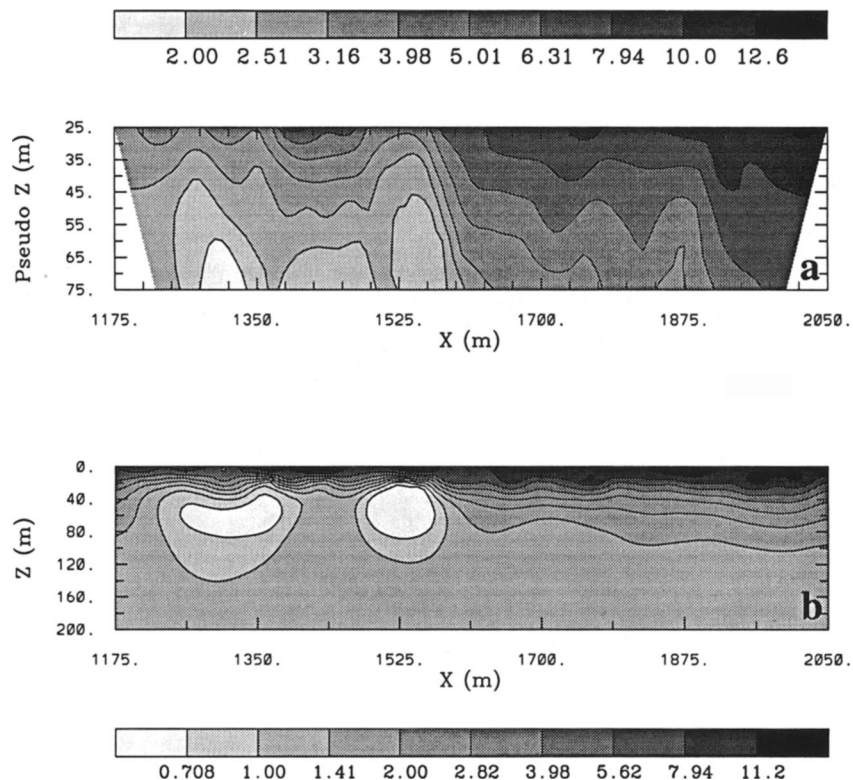 2.00 2.51 3.16 3.98 5.01 6.31 7.94 10.0 12.6
Pseudo Z (m)
25.
35.
45.
55.
65.
75.
a
1175. 1350. 1525. 1700. 1875. 2050.
X (m)
Z (m)
0.
40.
80.
120.
160.
200.
b
1175. 1350. 1525. 1700. 1875. 2050.
X (m)
0.708 1.00 1.41 2.00 2.82 3.98 5.62 7.94 11.2